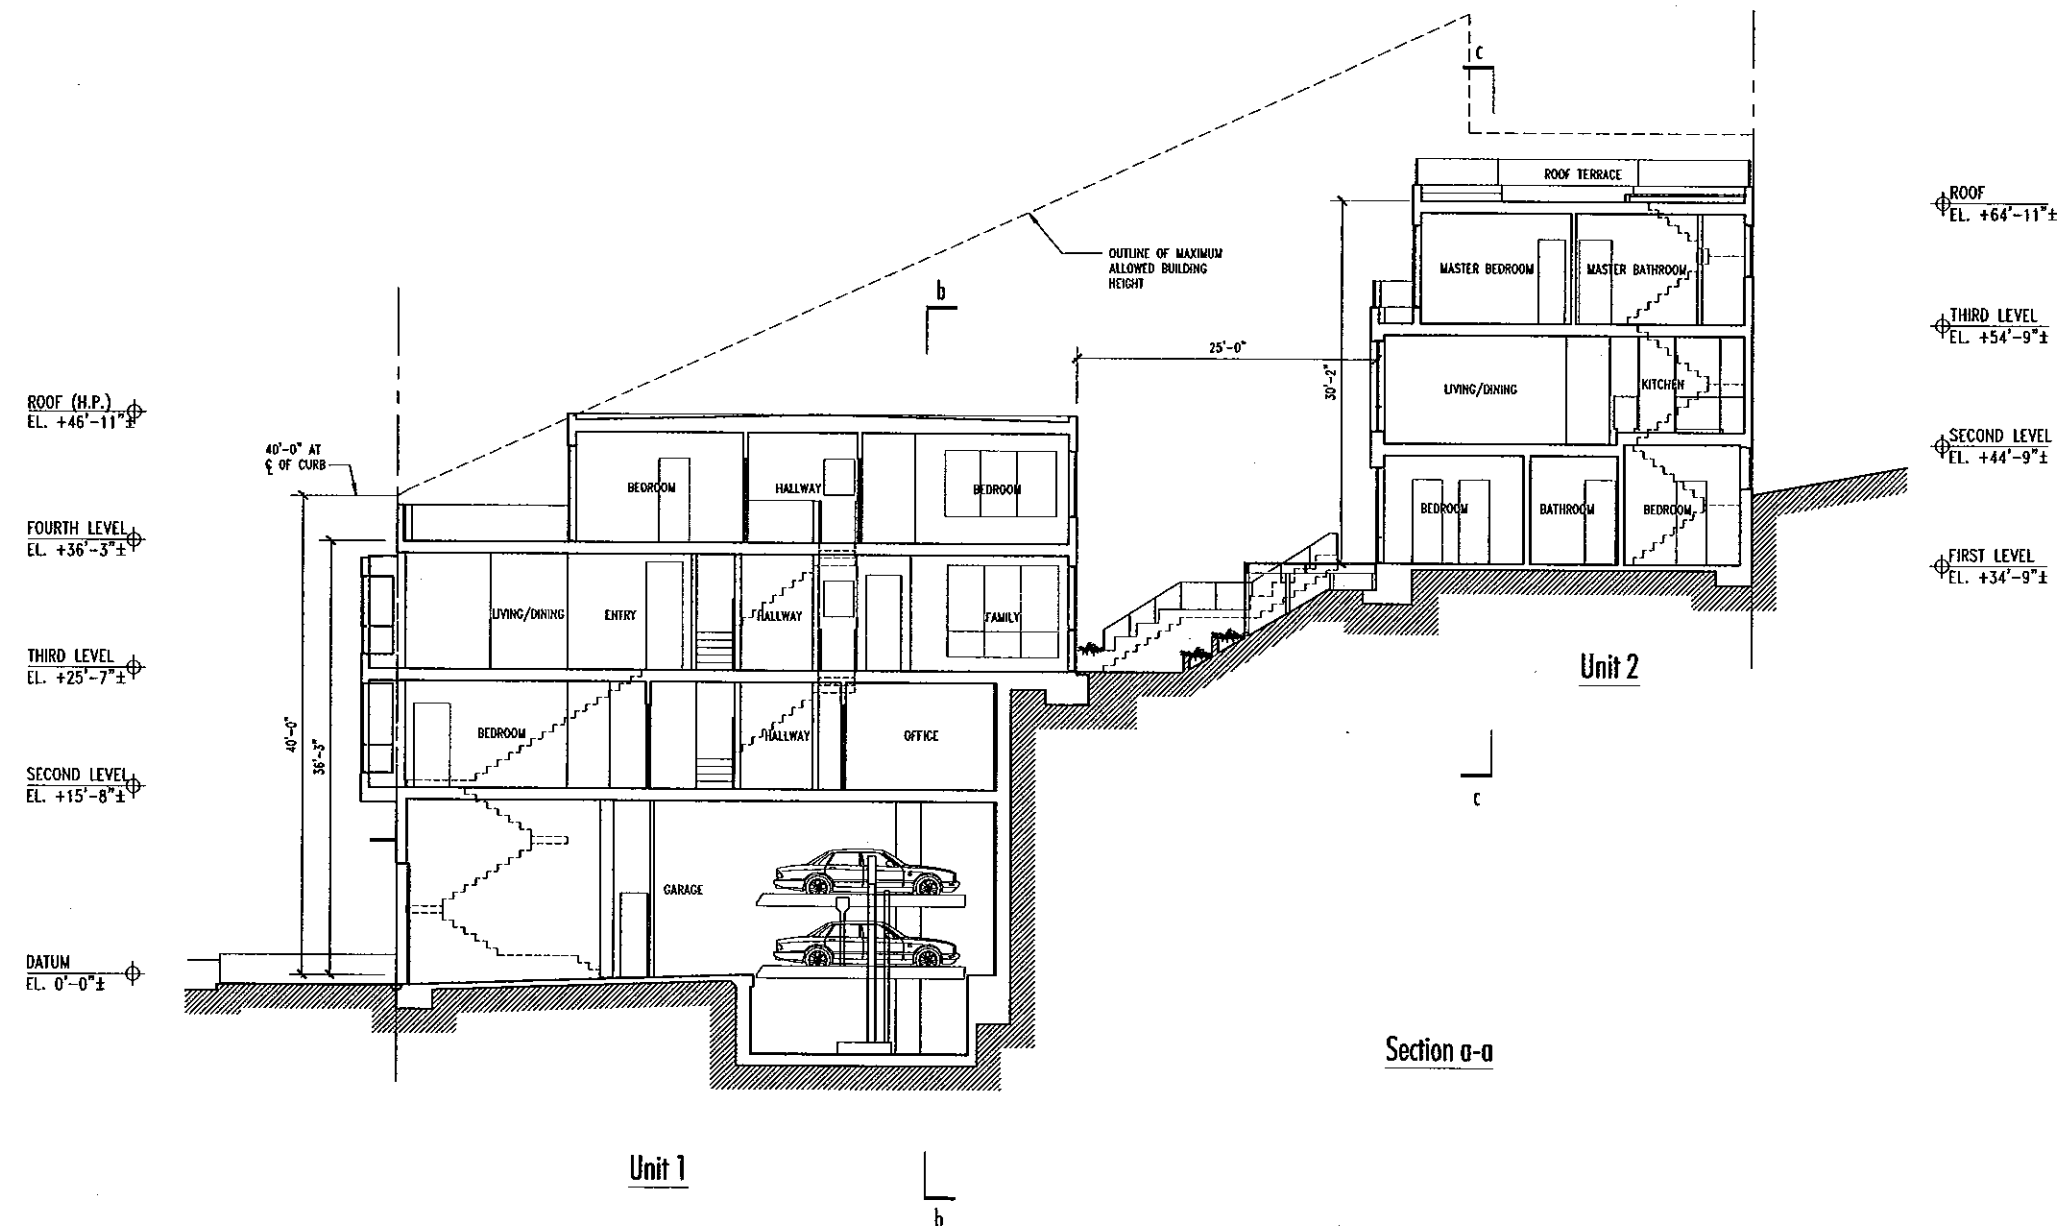 c
ROOF TERRACE
ROOF
EL. +64'-11"±
OUTLINE OF MAXIMUM
ALLOWED BUILDING
HEIGHT
MASTER BEDROOM
MASTER BATHROOM
b
THIRD LEVEL
EL. +54'-9"±
25'-0"
30'-2"
LIVING/DINING
KITCHEN
ROOF (H.P.)
EL. +46'-11"±
SECOND LEVEL
EL. +44'-9"±
40'-0" AT
℄ OF CURB
BEDROOM
HALLWAY
BEDROOM
BEDROOM
BATHROOM
BEDROOM
FOURTH LEVEL
EL. +36'-3"±
FIRST LEVEL
EL. +34'-9"±
LIVING/DINING
ENTRY
HALLWAY
FAMILY
THIRD LEVEL
EL. +25'-7"±
Unit 2
40'-0"
36'-3"
BEDROOM
HALLWAY
OFFICE
SECOND LEVEL
EL. +15'-8"±
c
GARAGE
DATUM
EL. 0'-0"±
Section a-a
Unit 1
b